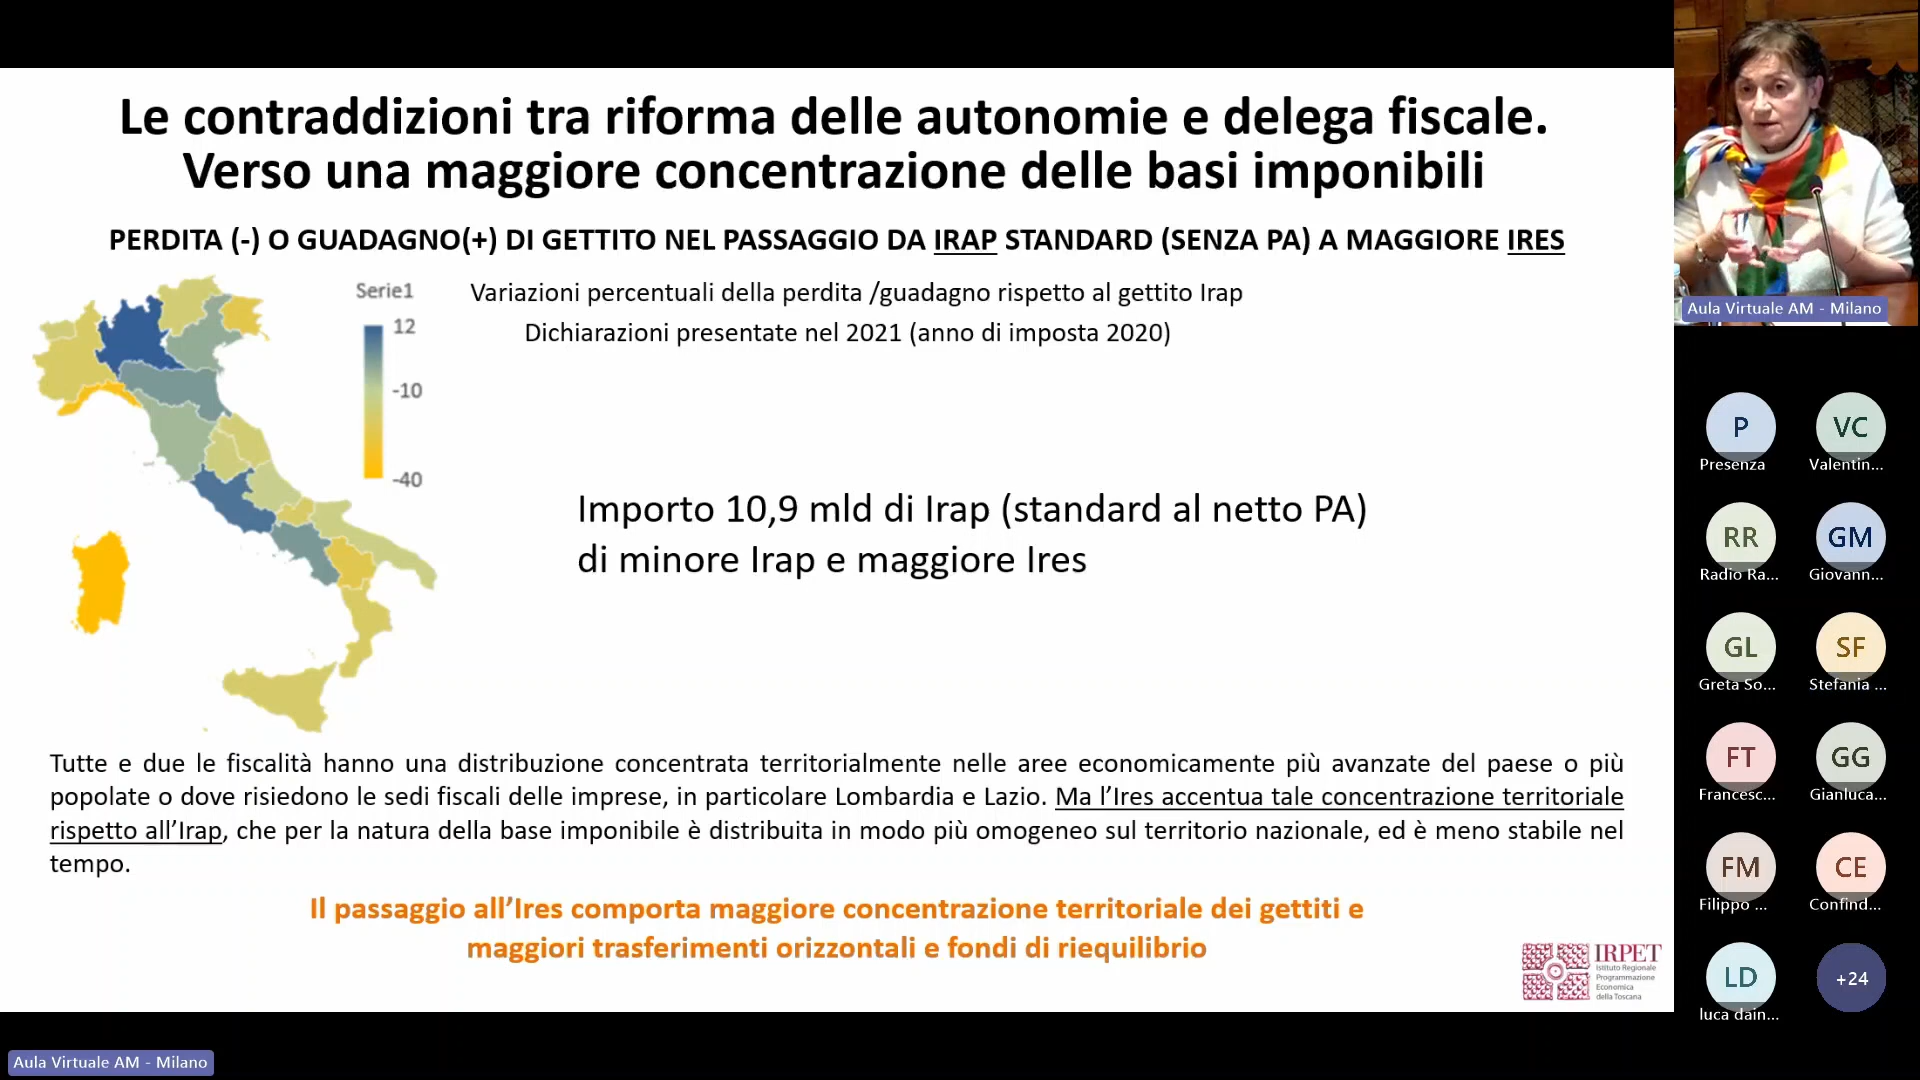 Le contraddizioni tra riforma delle autonomie e delega fiscale.
Verso una maggiore concentrazione delle basi imponibili
PERDITA (-) O GUADAGNO(+) DI GETTITO NEL PASSAGGIO DA IRAP STANDARD (SENZA PA) A MAGGIORE IRES
Serie1
12
-10
-40
Variazioni percentuali della perdita /guadagno rispetto al gettito Irap
Dichiarazioni presentate nel 2021 (anno di imposta 2020)
Importo 10,9 mld di Irap (standard al netto PA)
di minore Irap e maggiore Ires
Tutte e due le fiscalità hanno una distribuzione concentrata territorialmente nelle aree economicamente più avanzate del paese o più
popolate o dove risiedono le sedi fiscali delle imprese, in particolare Lombardia e Lazio. Ma l’Ires accentua tale concentrazione territoriale
rispetto all’Irap, che per la natura della base imponibile è distribuita in modo più omogeneo sul territorio nazionale, ed è meno stabile nel
tempo.
Il passaggio all’Ires comporta maggiore concentrazione territoriale dei gettiti e
maggiori trasferimenti orizzontali e fondi di riequilibrio
IRPET
Istituto Regionale
Programmazione
Economica
della Toscana
Aula Virtuale AM - Milano
Aula Virtuale AM - Milano
P
Presenza
VC
Valentin...
RR
Radio Ra...
GM
Giovann...
GL
Greta So...
SF
Stefania ...
FT
Francesc...
GG
Gianluca...
FM
Filippo ...
CE
Confind...
LD
luca dain...
+24